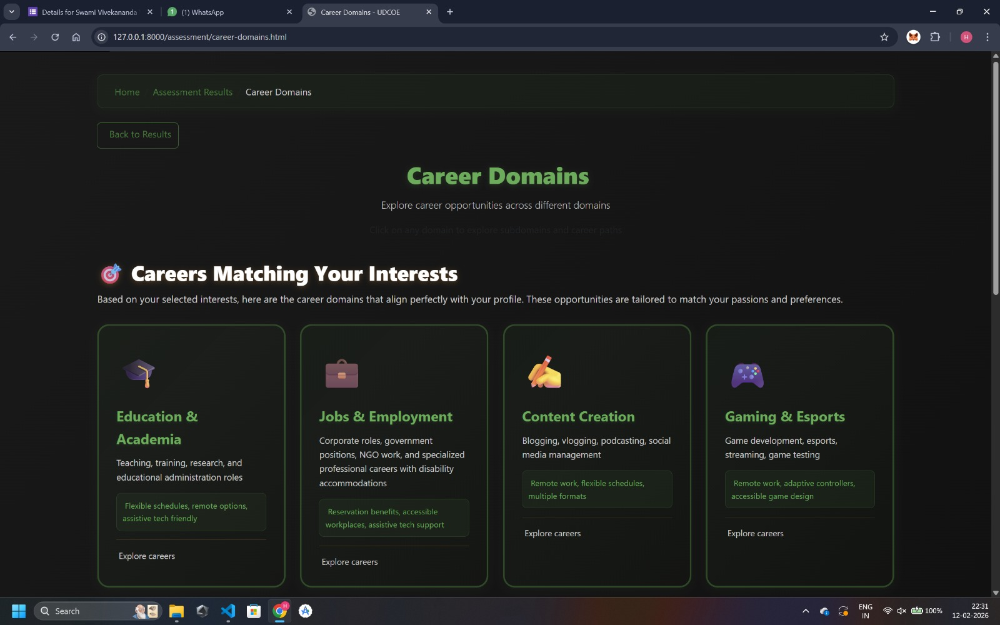 Details for Swami Vivekananda
(1) WhatsApp
Career Domains - UDCOE
127.0.0.1:8000/assessment/career-domains.html
H
Home Assessment Results Career Domains
Back to Results
Career Domains
Explore career opportunities across different domains
Click on any domain to explore subdomains and career paths
Careers Matching Your Interests
Based on your selected interests, here are the career domains that align perfectly with your profile. These opportunities are tailored to match your passions and preferences.
Education &
Academia
Teaching, training, research, and
educational administration roles
Flexible schedules, remote options,
assistive tech friendly
Explore careers
Jobs & Employment
Corporate roles, government
positions, NGO work, and specialized
professional careers with disability
accommodations
Reservation benefits, accessible
workplaces, assistive tech support
Explore careers
Content Creation
Blogging, vlogging, podcasting, social
media management
Remote work, flexible schedules,
multiple formats
Explore careers
Gaming & Esports
Game development, esports,
streaming, game testing
Remote work, adaptive controllers,
accessible game design
Explore careers
Search
H
ENG
IN
100%
22:31
12-02-2026